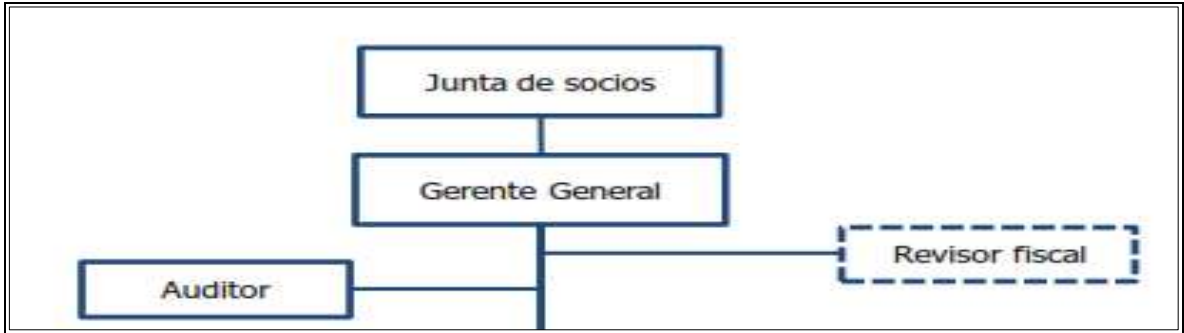 Junta de socios
Gerente General
Revisor fiscal
Auditor